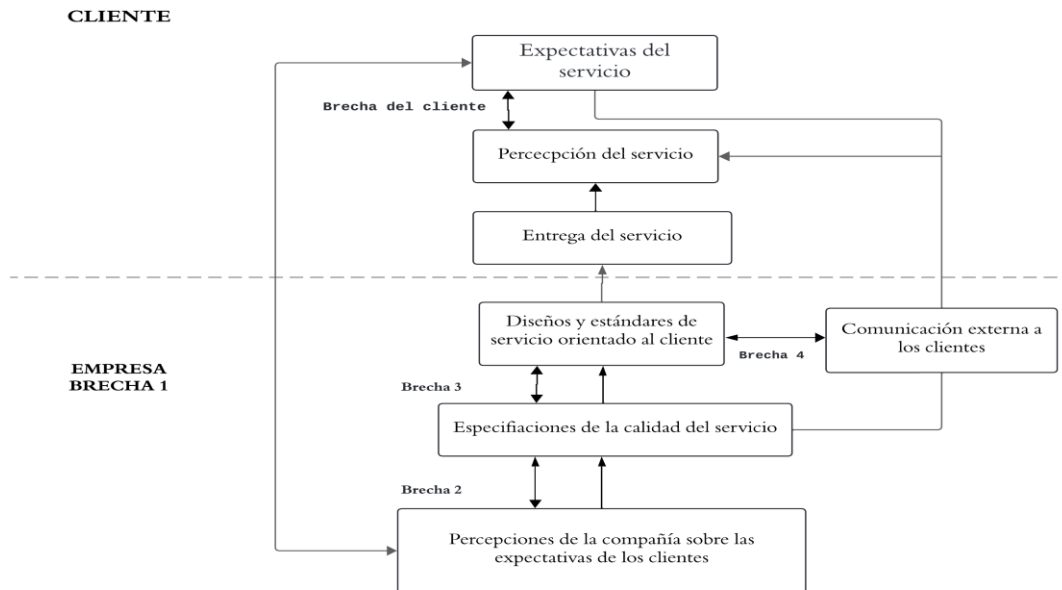 CLIENTE
Expectativas del
servicio
Brecha del cliente
Percecpción del servicio
Entrega del servicio
Diseños y estándares de
servicio orientado al cliente
Comunicación externa a
los clientes
Brecha 4
EMPRESA
BRECHA 1
Brecha 3
Especifiaciones de la calidad del servicio
Brecha 2
Percepciones de la compañía sobre las
expectativas de los clientes